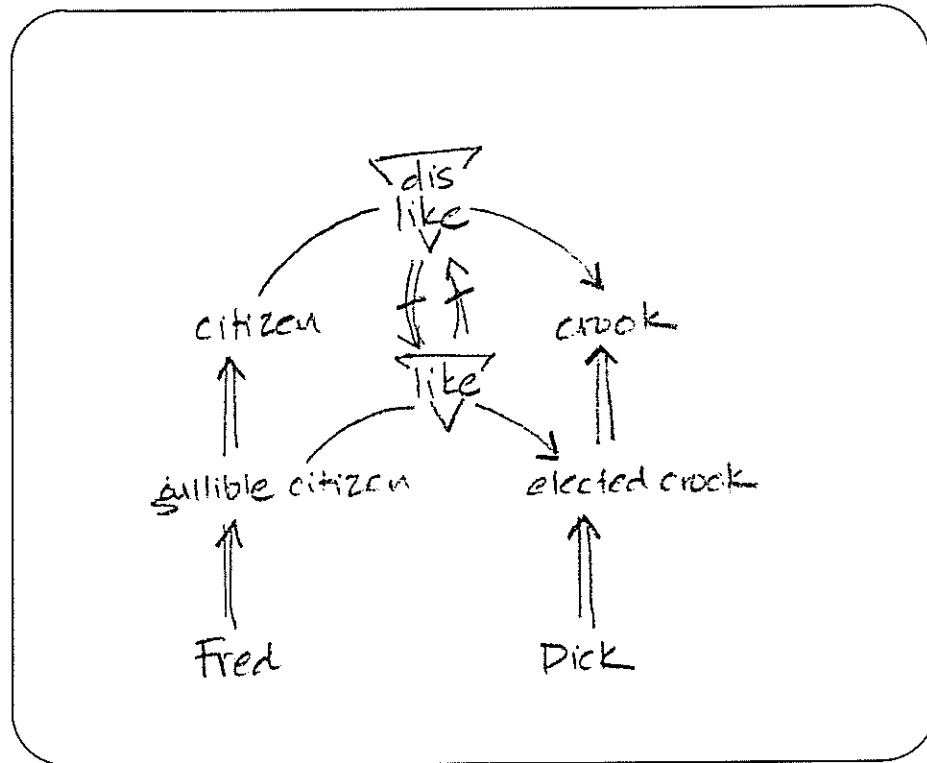 dis
like
citizen crook
like
gullible citizen elected crook
Fred Dick